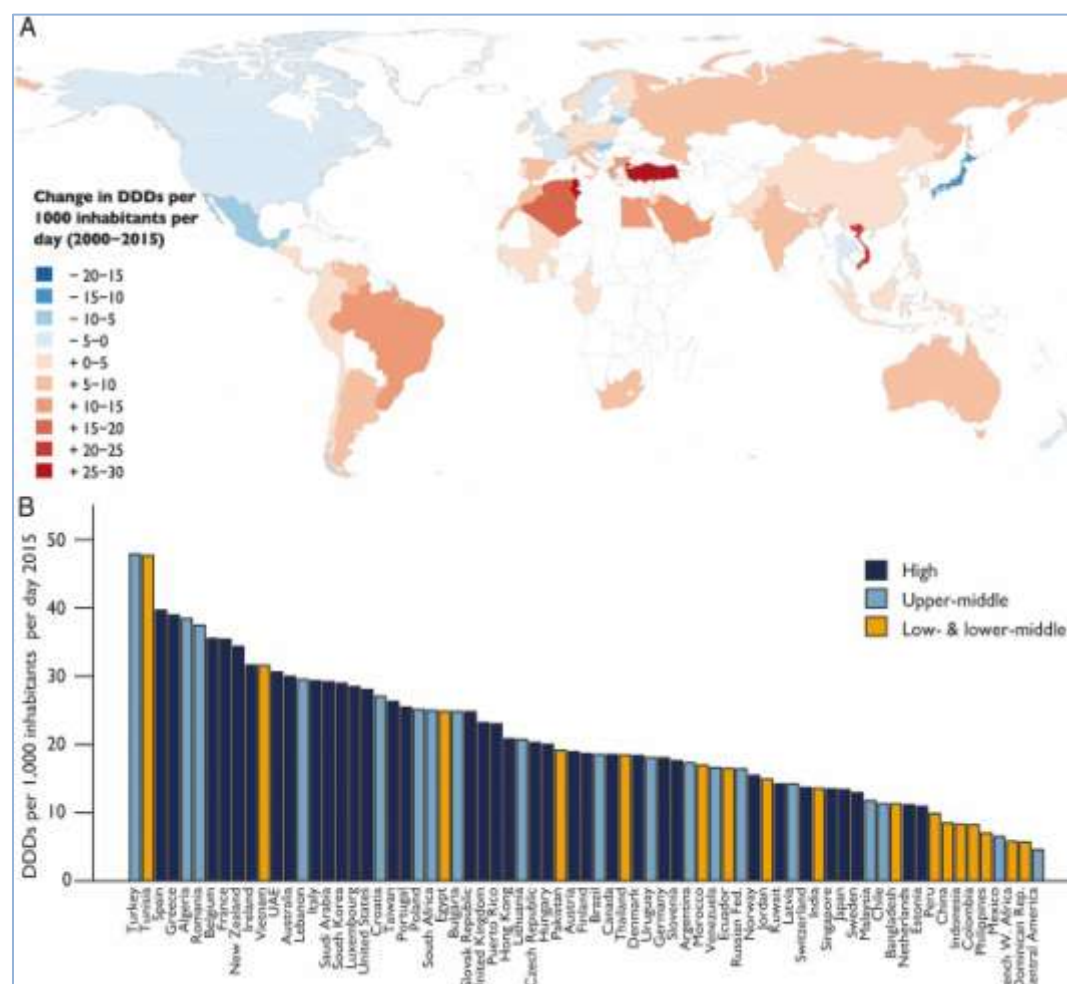 A
Change in DDDs per
1000 inhabitants per
day (2000–2015)
- 20–15
- 15–10
- 10–5
- 5–0
+ 0–5
+ 5–10
+ 10–15
+ 15–20
+ 20–25
+ 25–30
B
DDDs per 1,000 inhabitants per day 2015
50
40
30
20
10
0
High
Upper-middle
Low- & lower-middle
Turkey
Tunisia
Spain
Greece
Algeria
Romania
Belgium
France
New Zealand
Ireland
Vietnam
UAE
Australia
Lebanon
Italy
Saudi Arabia
South Korea
Luxembourg
United States
Croatia
Taiwan
Portugal
Poland
South Africa
Egypt
Bulgaria
Slovak Republic
United Kingdom
Puerto Rico
Hong Kong
Lithuania
Czech Republic
Hungary
Pakistan
Austria
Finland
Brazil
Canada
Thailand
Denmark
Uruguay
Germany
Slovenia
Argentina
Morocco
Venezuela
Ecuador
Russian Fed.
Norway
Jordan
Kuwait
Latvia
Switzerland
India
Singapore
Japan
Sweden
Malaysia
Chile
Bangladesh
Netherlands
Estonia
Peru
China
Indonesia
Colombia
Philippines
Mexico
ench W. Africa
Dominican Rep.
entral America